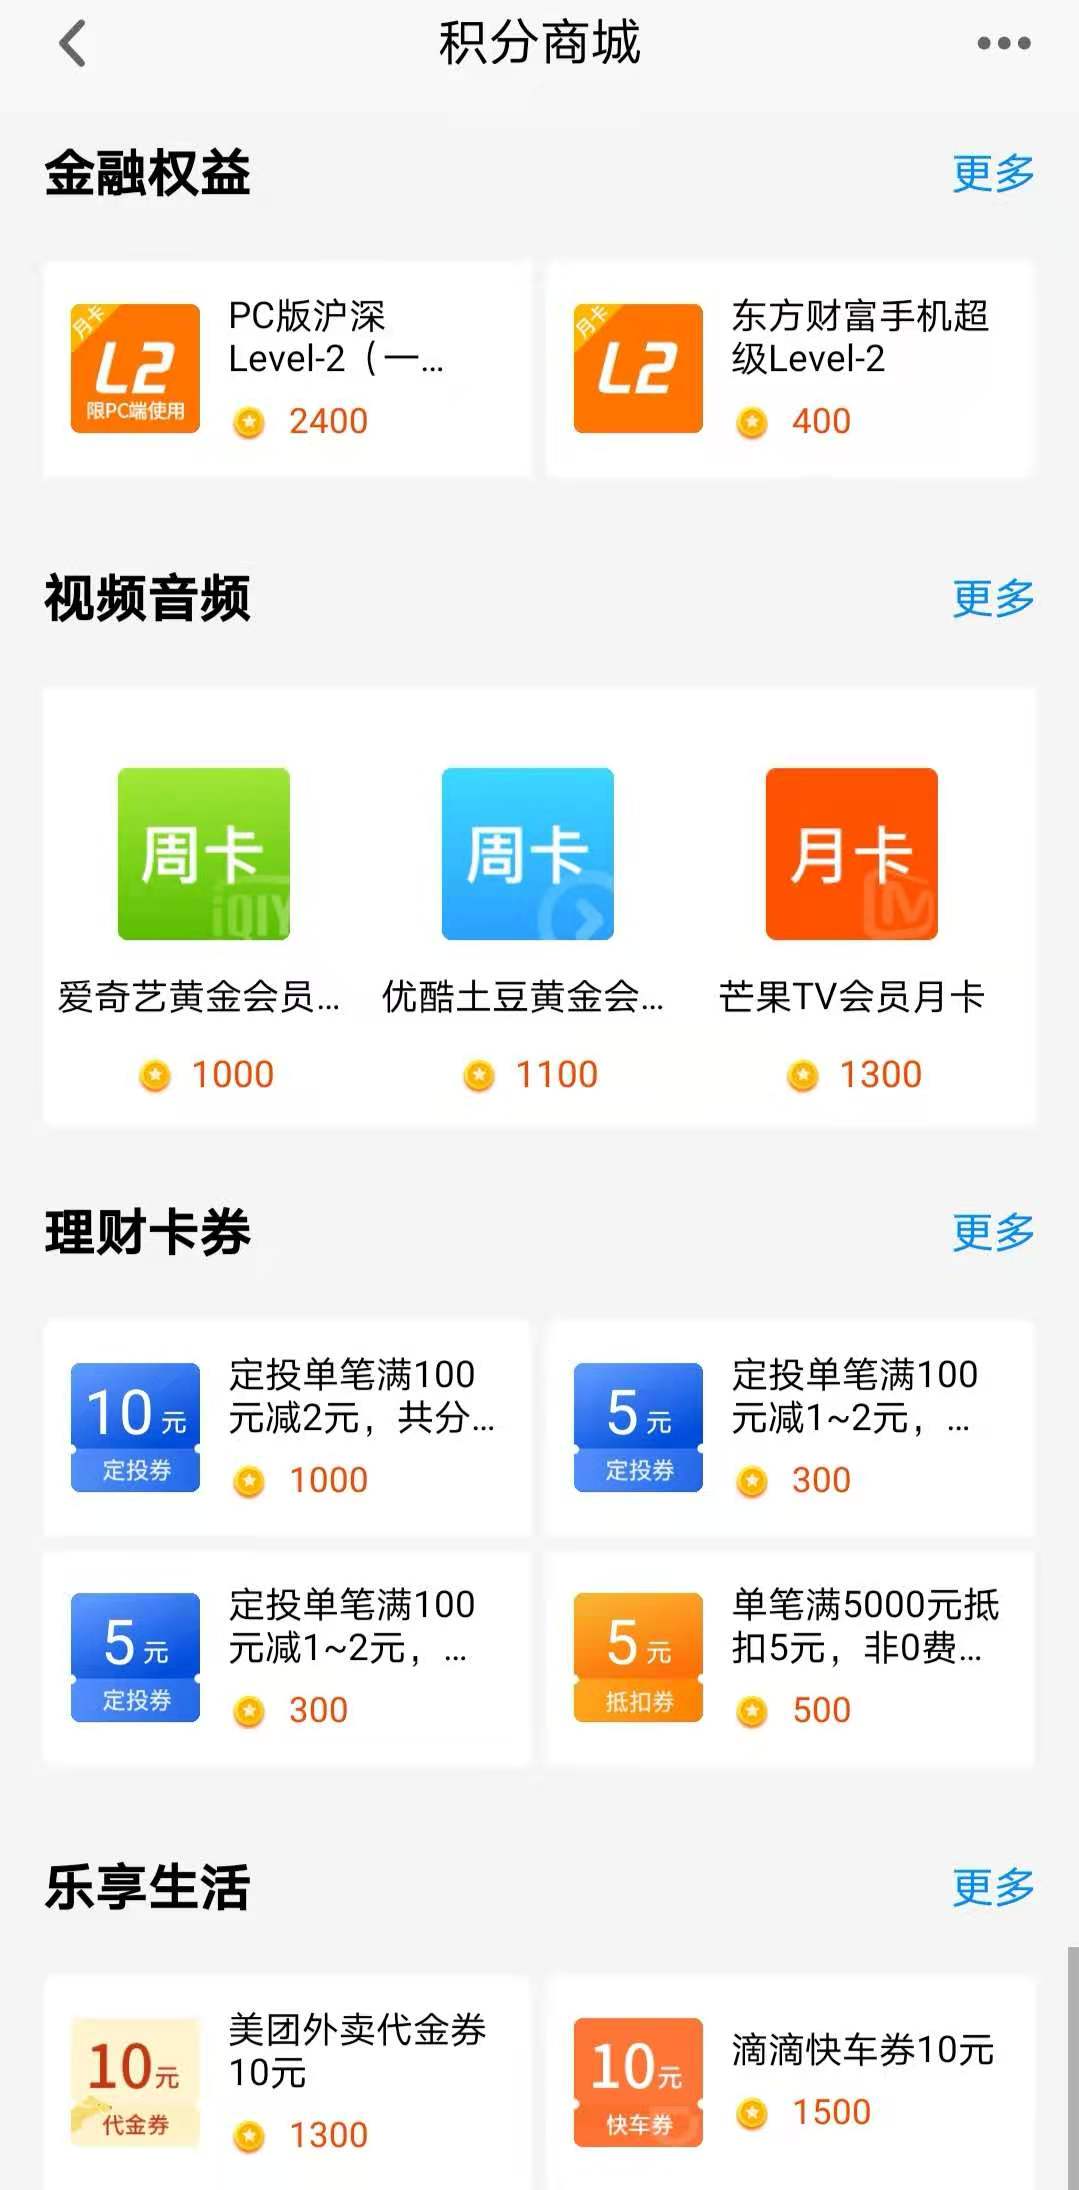 积分商城
金融权益
更多
月卡
L2
限PC端使用
PC版沪深
Level-2（一...
2400
月卡
L2
东方财富手机超
级Level-2
400
视频音频
更多
周卡
iQIY
周卡
月卡
爱奇艺黄金会员...
优酷土豆黄金会...
芒果TV会员月卡
1000
1100
1300
理财卡券
更多
10元
定投券
定投单笔满100
元减2元，共分...
1000
5元
定投券
定投单笔满100
元减1~2元，...
300
5元
定投券
定投单笔满100
元减1~2元，...
300
5元
抵扣券
单笔满5000元抵
扣5元，非0费...
500
乐享生活
更多
10元
代金券
美团外卖代金券
10元
1300
10元
快车券
滴滴快车券10元
1500